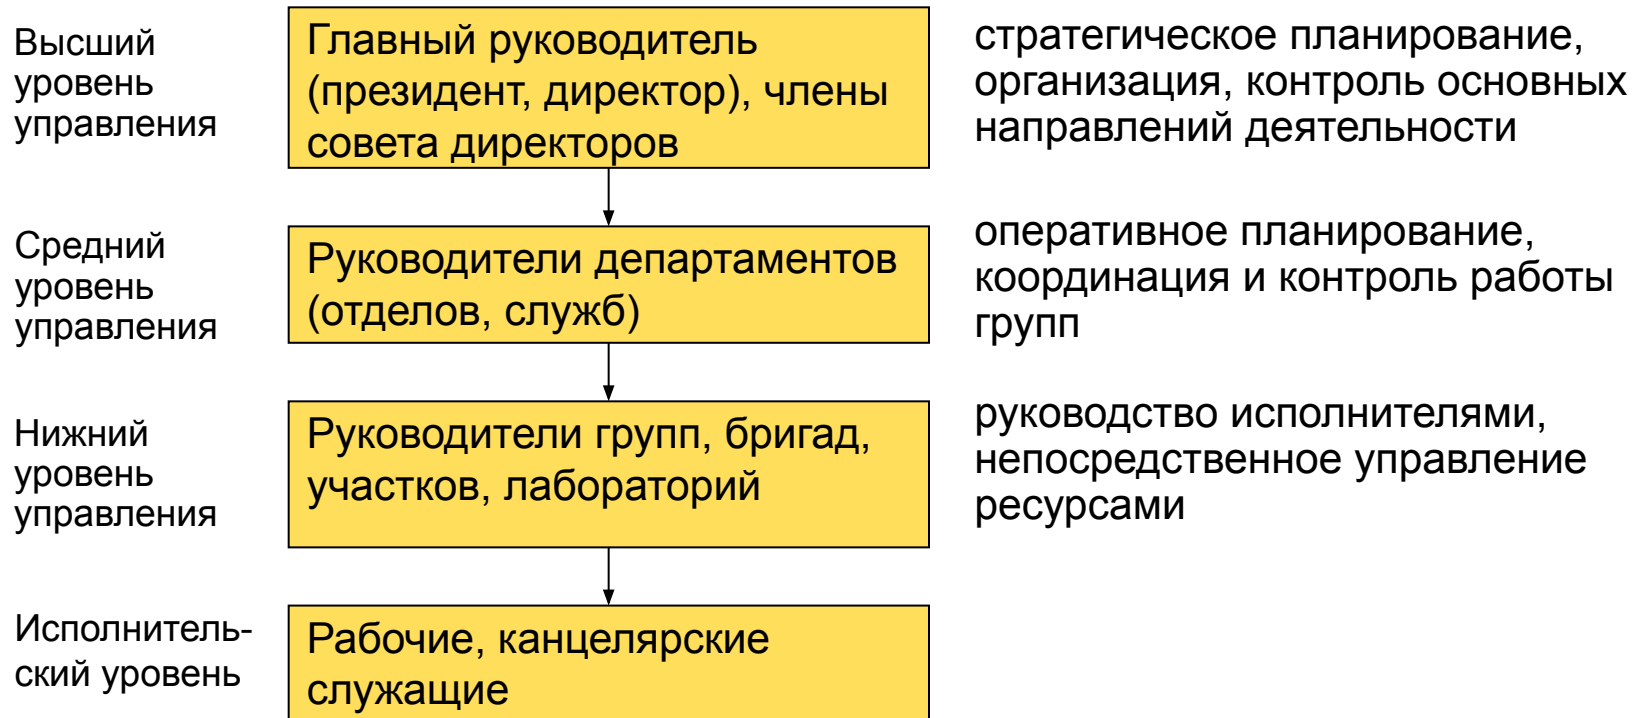 Высший
уровень
управления
Главный руководитель
(президент, директор), члены
совета директоров
стратегическое планирование,
организация, контроль основных
направлений деятельности
Средний
уровень
управления
Руководители департаментов
(отделов, служб)
оперативное планирование,
координация и контроль работы
групп
Нижний
уровень
управления
Руководители групп, бригад,
участков, лабораторий
руководство исполнителями,
непосредственное управление
ресурсами
Исполнитель-
ский уровень
Рабочие, канцелярские
служащие